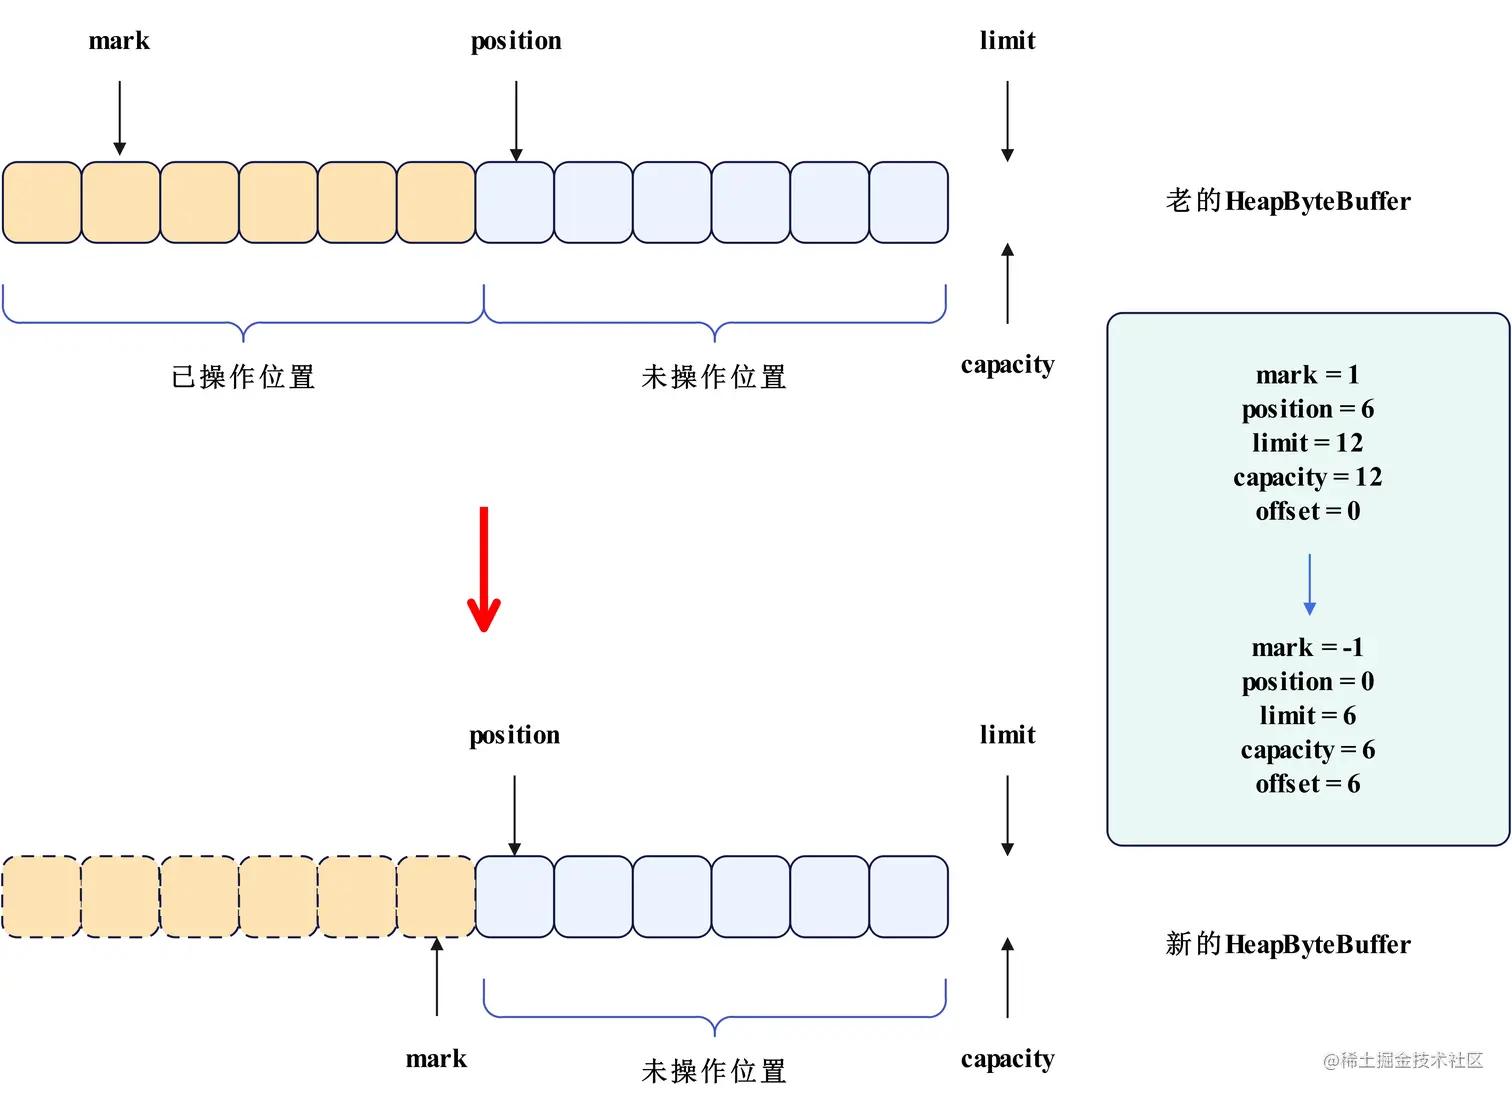 mark
position
limit
老的HeapByteBuffer
已操作位置
未操作位置
capacity
mark = 1
position = 6
limit = 12
capacity = 12
offset = 0
mark = -1
position = 0
limit = 6
capacity = 6
offset = 6
position
limit
新的HeapByteBuffer
mark
未操作位置
capacity
@稀土掘金技术社区